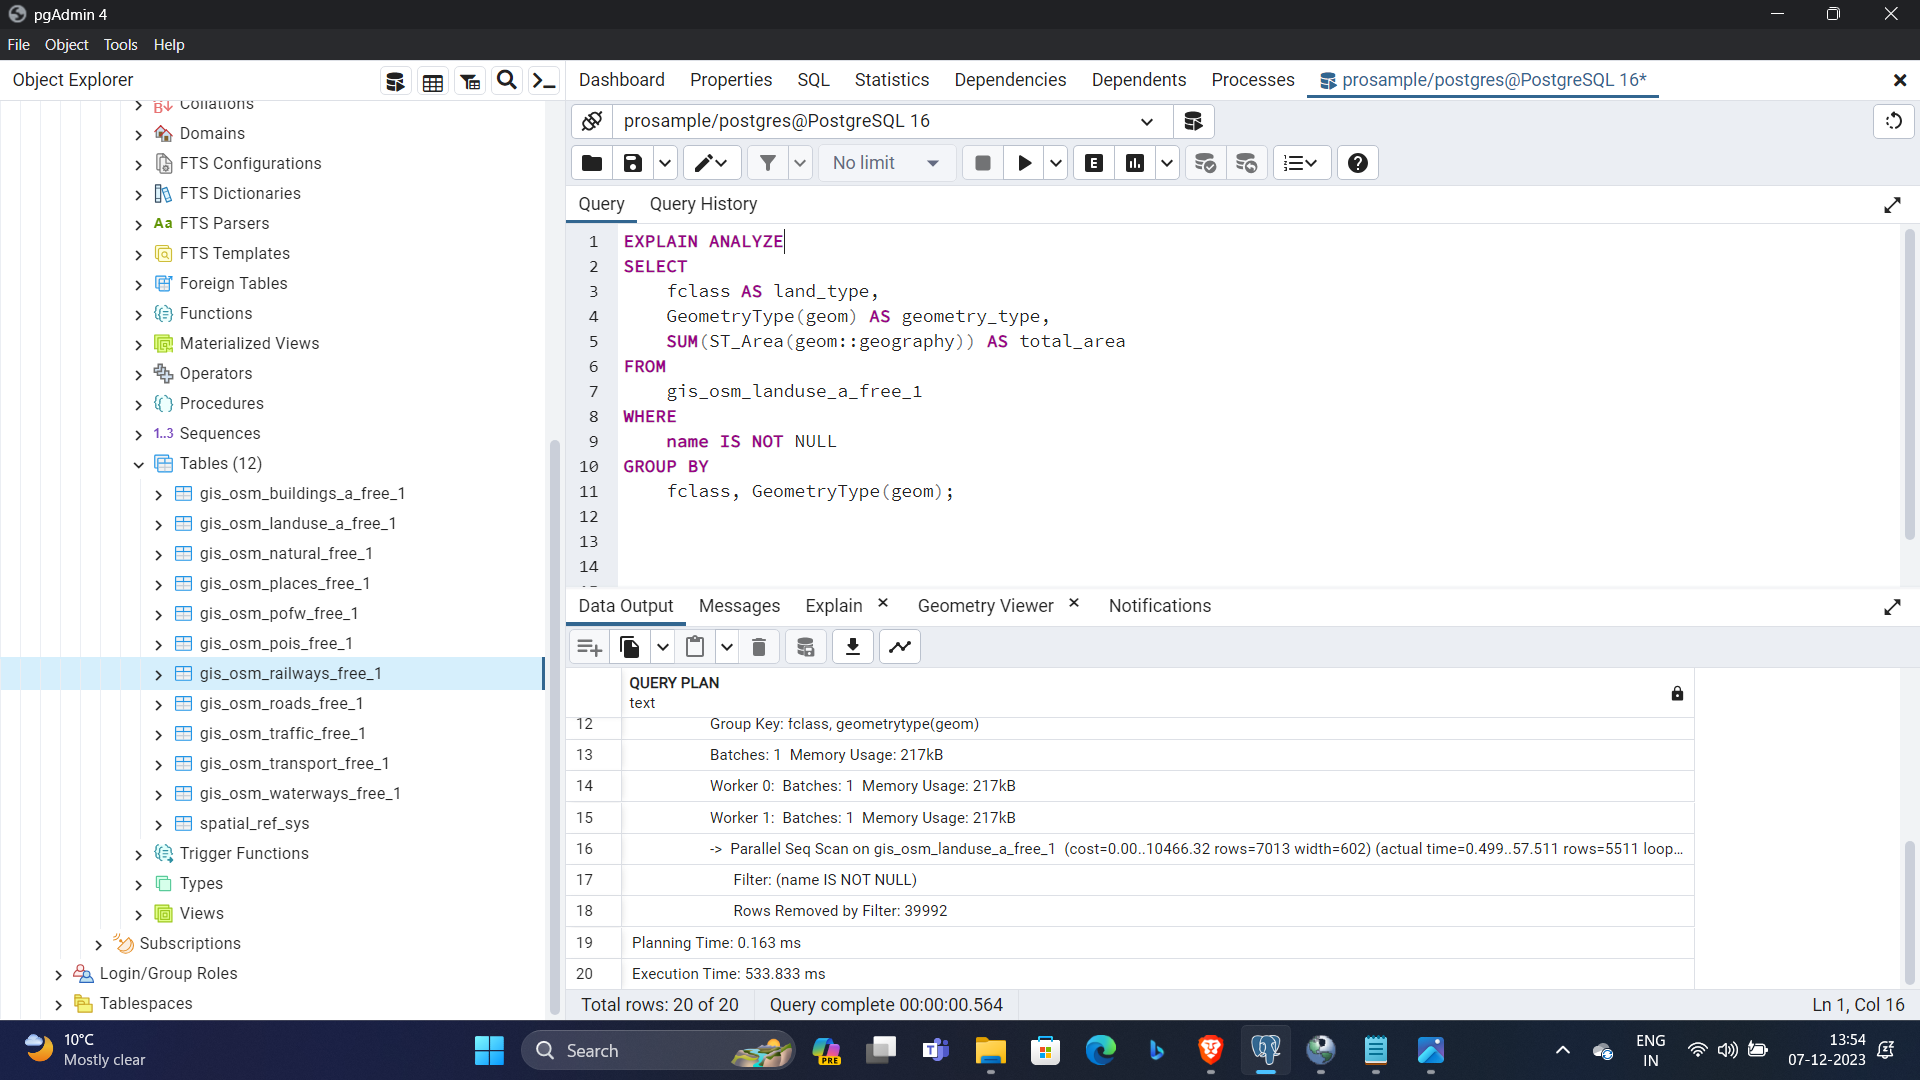 pgAdmin 4
File Object Tools Help
Object Explorer
Dashboard Properties SQL Statistics Dependencies Dependents Processes prosample/postgres@PostgreSQL 16*
Collations
Domains
FTS Configurations
FTS Dictionaries
Aa FTS Parsers
FTS Templates
Foreign Tables
Functions
Materialized Views
Operators
Procedures
1..3 Sequences
Tables (12)
gis_osm_buildings_a_free_1
gis_osm_landuse_a_free_1
gis_osm_natural_free_1
gis_osm_places_free_1
gis_osm_pofw_free_1
gis_osm_pois_free_1
gis_osm_railways_free_1
gis_osm_roads_free_1
gis_osm_traffic_free_1
gis_osm_transport_free_1
gis_osm_waterways_free_1
spatial_ref_sys
Trigger Functions
Types
Views
Subscriptions
Login/Group Roles
Tablespaces
prosample/postgres@PostgreSQL 16
No limit E
Query Query History
1 EXPLAIN ANALYZE
2 SELECT
3 fclass AS land_type,
4 GeometryType(geom) AS geometry_type,
5 SUM(ST_Area(geom::geography)) AS total_area
6 FROM
7 gis_osm_landuse_a_free_1
8 WHERE
9 name IS NOT NULL
10 GROUP BY
11 fclass, GeometryType(geom);
12
13
14
Data Output Messages Explain × Geometry Viewer × Notifications
QUERY PLAN
text
12 Group Key: fclass, geometrytype(geom)
13 Batches: 1 Memory Usage: 217kB
14 Worker 0: Batches: 1 Memory Usage: 217kB
15 Worker 1: Batches: 1 Memory Usage: 217kB
16 -> Parallel Seq Scan on gis_osm_landuse_a_free_1 (cost=0.00..10466.32 rows=7013 width=602) (actual time=0.499..57.511 rows=5511 loop...
17 Filter: (name IS NOT NULL)
18 Rows Removed by Filter: 39992
19 Planning Time: 0.163 ms
20 Execution Time: 533.833 ms
Total rows: 20 of 20 Query complete 00:00:00.564 Ln 1, Col 16
10°C
Mostly clear
Search
PRE
ENG
IN
13:54
07-12-2023